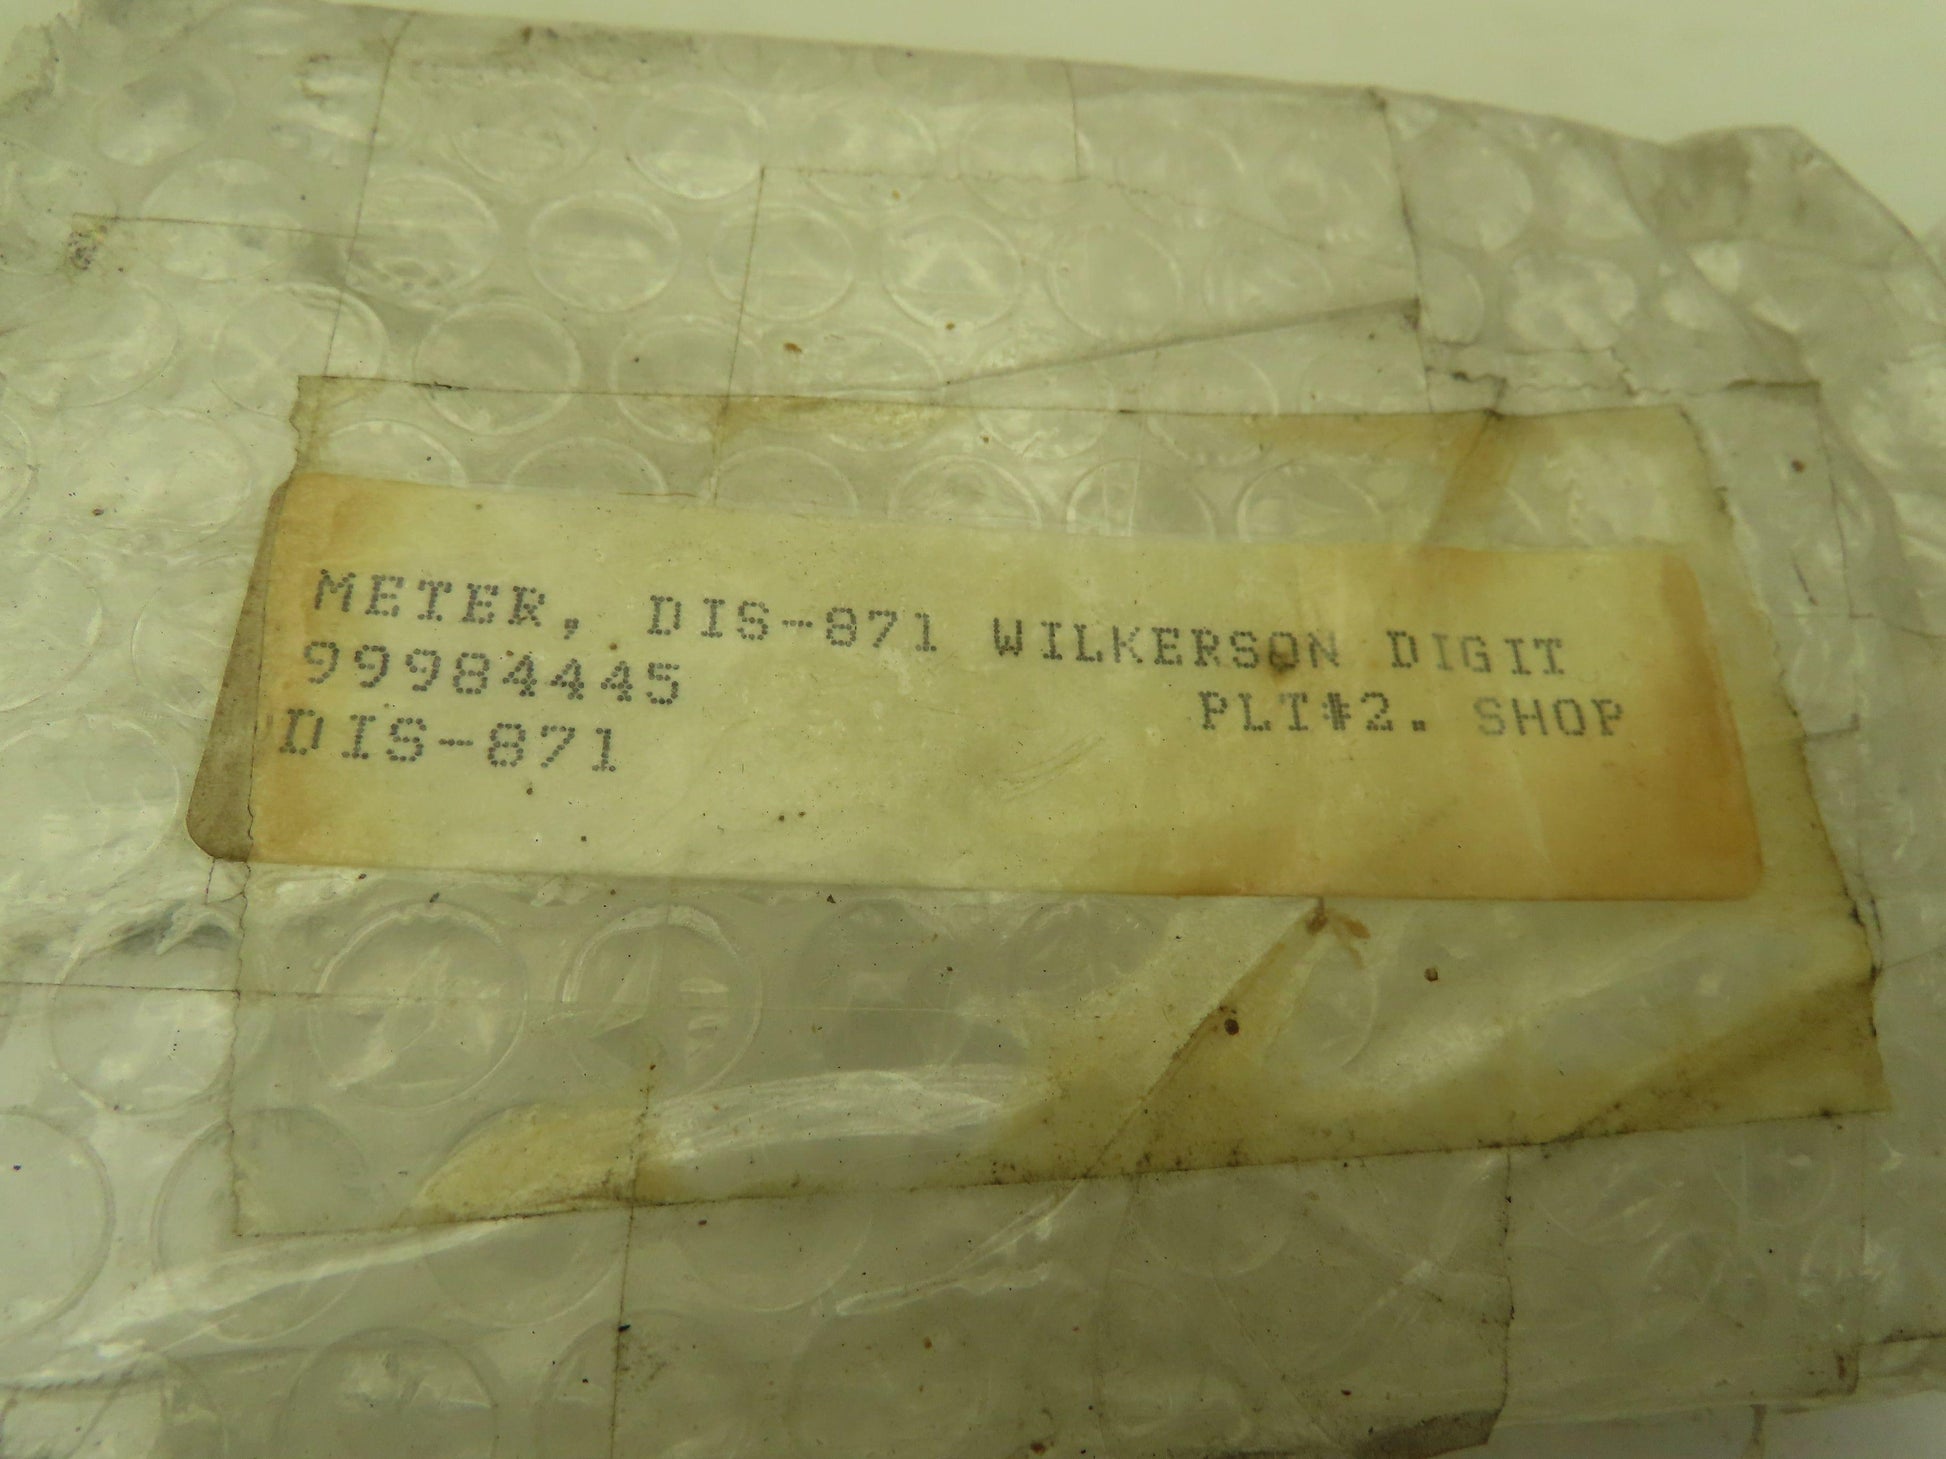 METER, DIS-871 WILKERSON DIGIT
99984445 PLT#2. SHOP
DIS-871